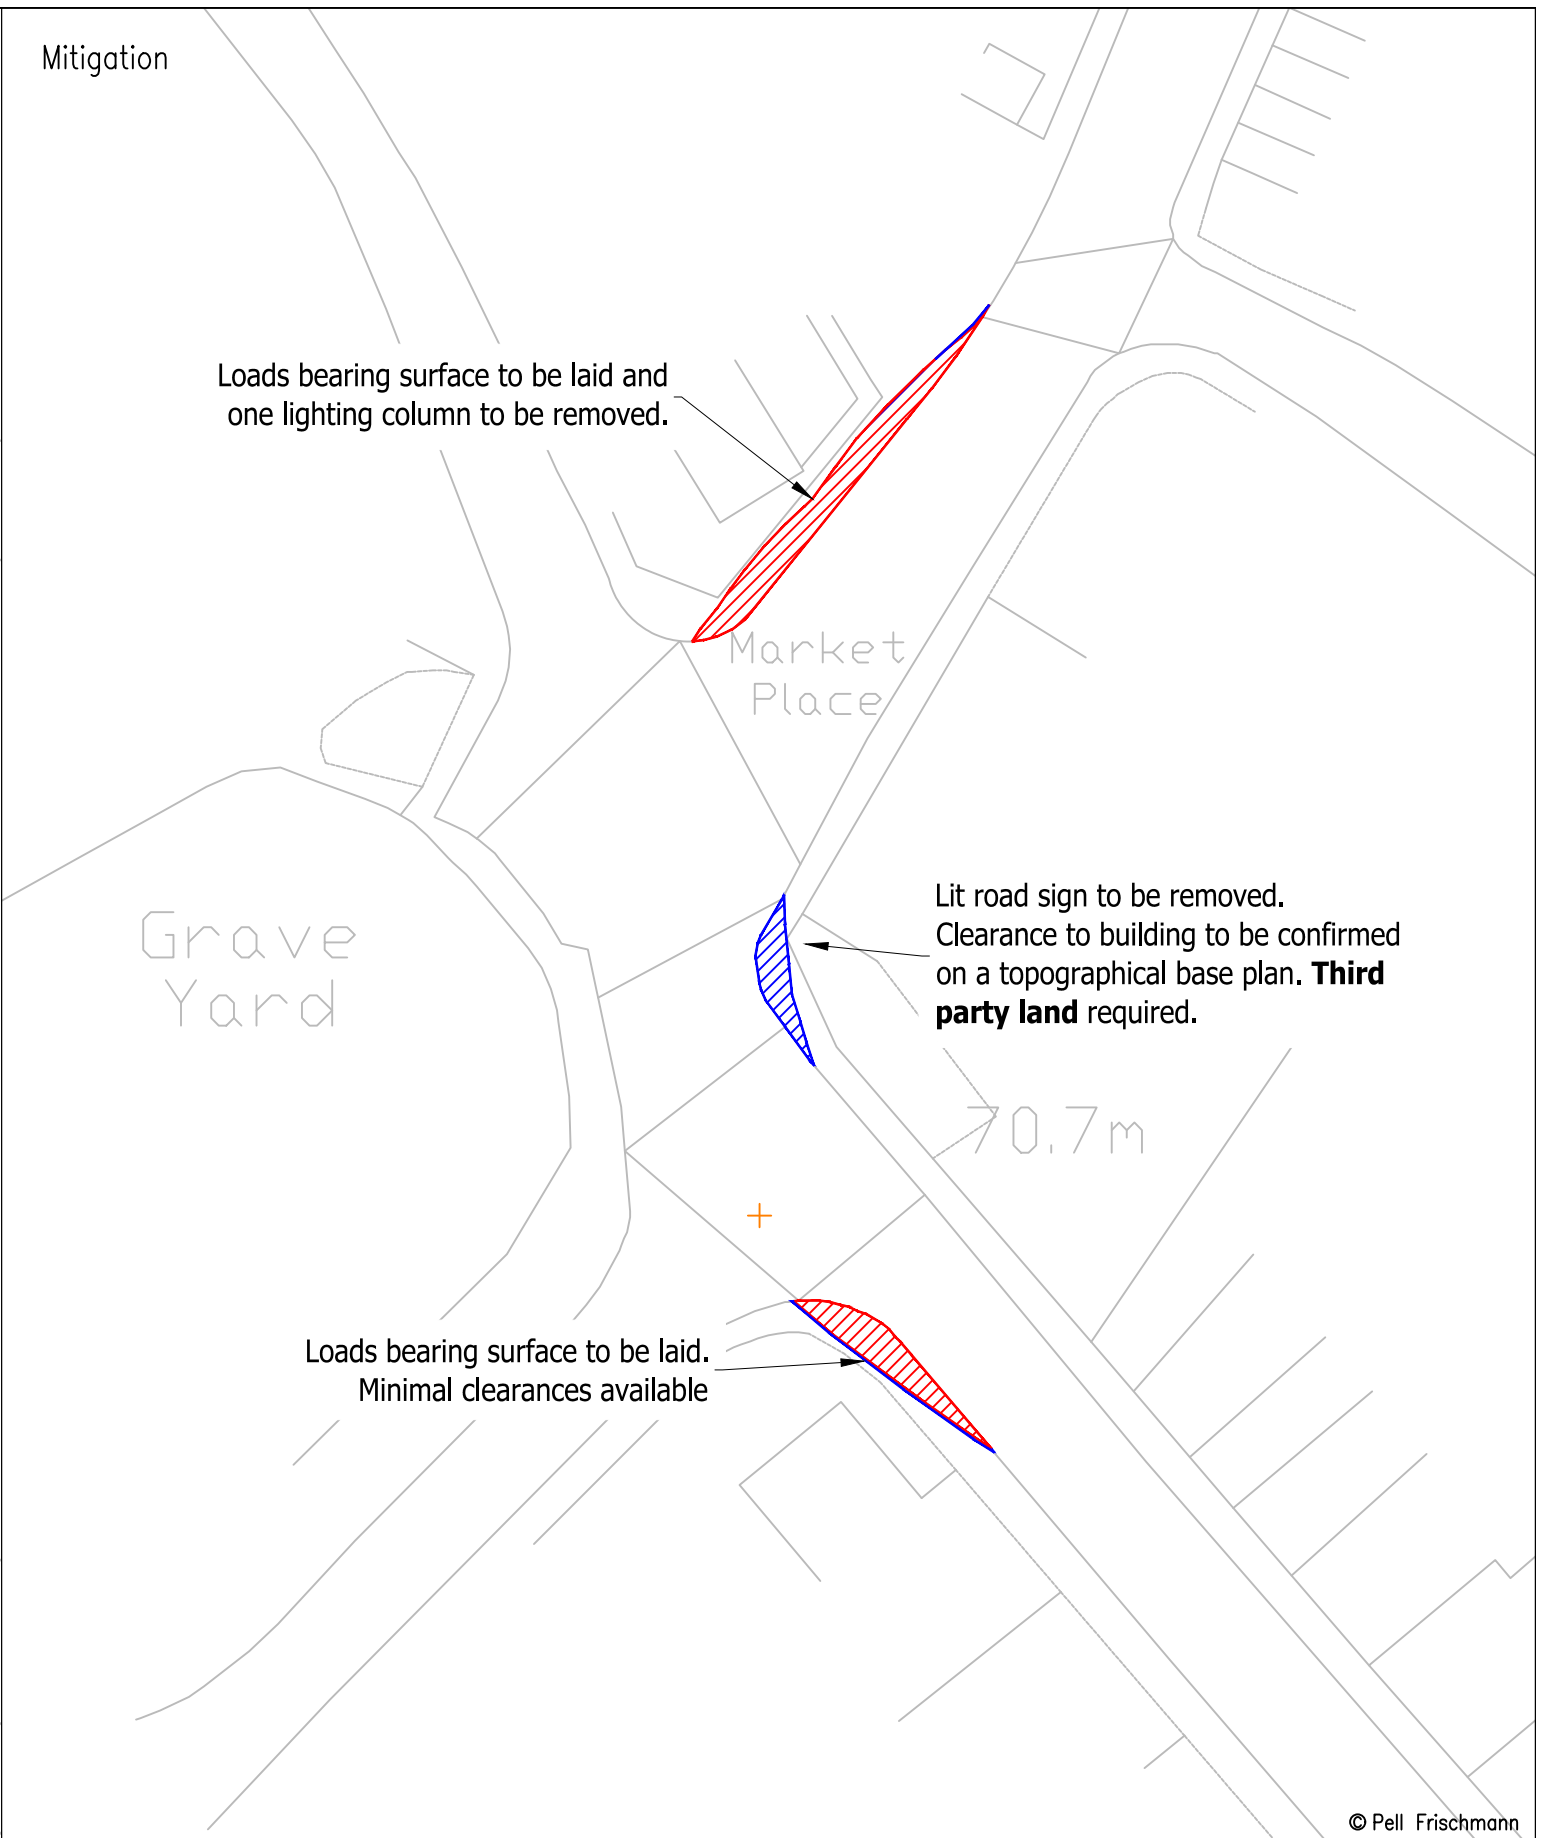 Mitigation
Loads bearing surface to be laid and
one lighting column to be removed.
Market
Place
Lit road sign to be removed.
Clearance to building to be confirmed
on a topographical base plan. Third
party land required.
Grave
Yard
70.7m
Loads bearing surface to be laid.
Minimal clearances available
© Pell Frischmann